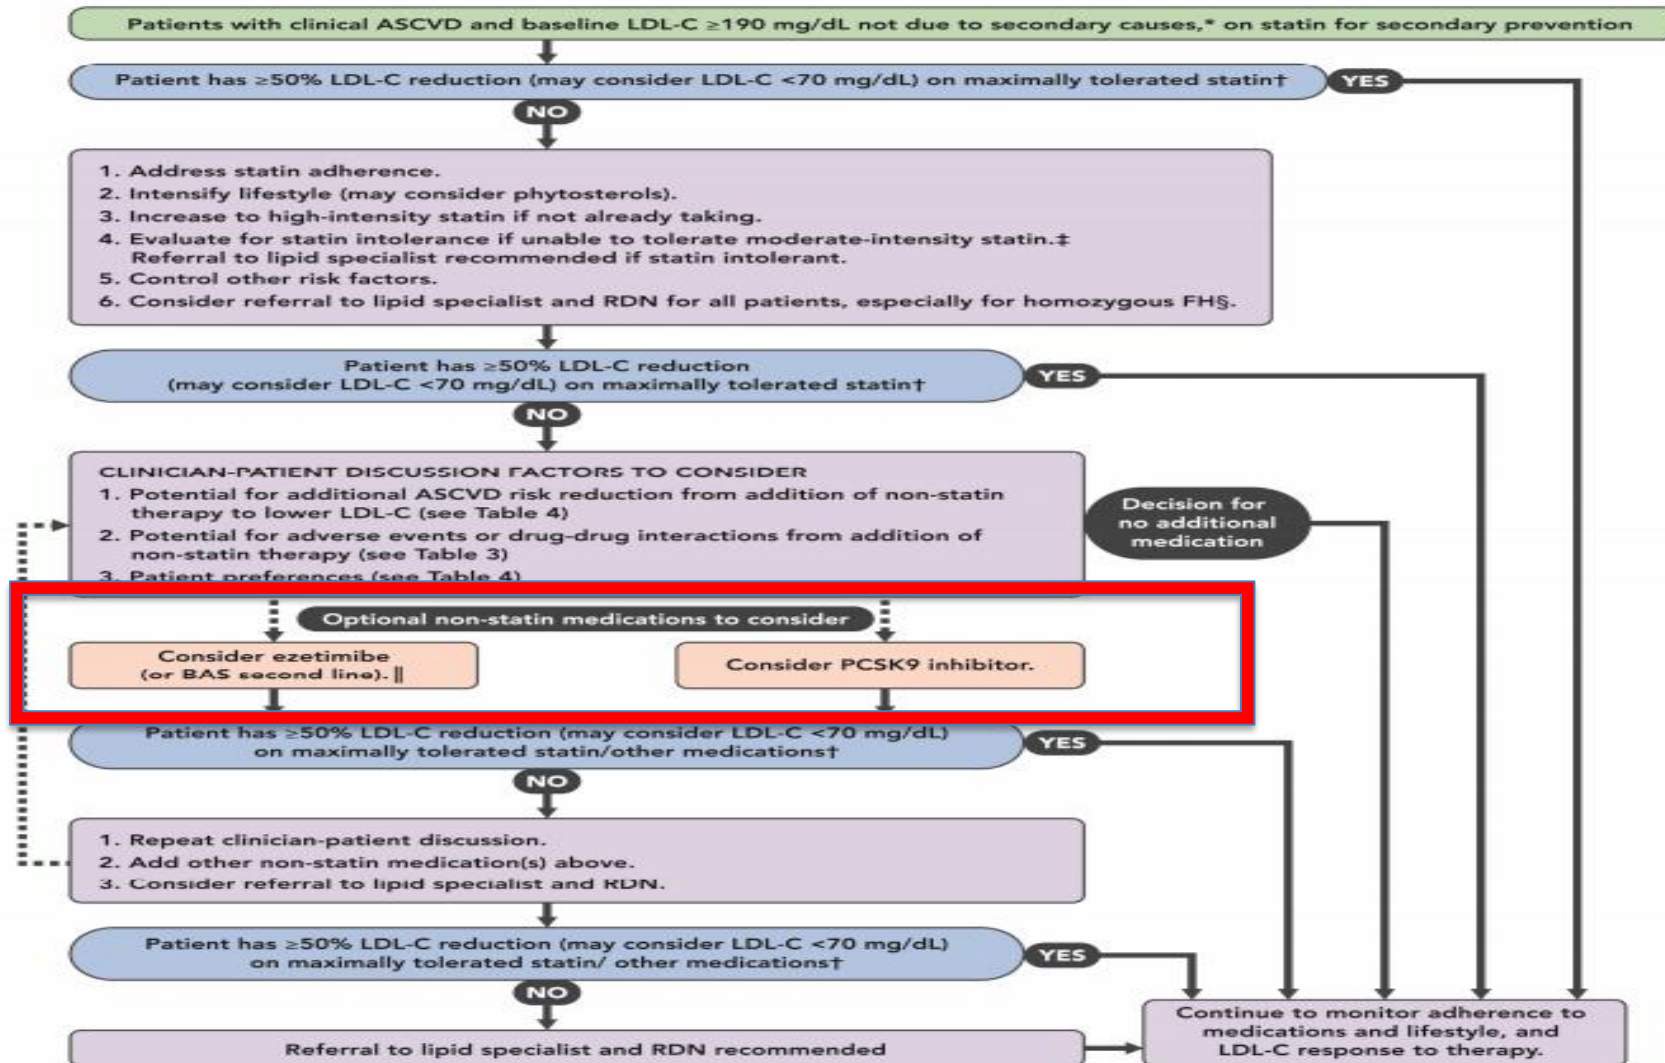 Patients with clinical ASCVD and baseline LDL-C ≥190 mg/dL not due to secondary causes,* on statin for secondary prevention
Patient has ≥50% LDL-C reduction (may consider LDL-C <70 mg/dL) on maximally tolerated statin†
YES
NO
1. Address statin adherence.
2. Intensify lifestyle (may consider phytosterols).
3. Increase to high-intensity statin if not already taking.
4. Evaluate for statin intolerance if unable to tolerate moderate-intensity statin.‡
Referral to lipid specialist recommended if statin intolerant.
5. Control other risk factors.
6. Consider referral to lipid specialist and RDN for all patients, especially for homozygous FH§.
Patient has ≥50% LDL-C reduction
(may consider LDL-C <70 mg/dL) on maximally tolerated statin†
YES
NO
CLINICIAN-PATIENT DISCUSSION FACTORS TO CONSIDER
1. Potential for additional ASCVD risk reduction from addition of non-statin
therapy to lower LDL-C (see Table 4)
2. Potential for adverse events or drug-drug interactions from addition of
non-statin therapy (see Table 3)
3. Patient preferences (see Table 4)
Decision for
no additional
medication
Optional non-statin medications to consider
Consider ezetimibe
(or BAS second line).‖
Consider PCSK9 inhibitor.
Patient has ≥50% LDL-C reduction (may consider LDL-C <70 mg/dL)
on maximally tolerated statin/other medications†
YES
NO
1. Repeat clinician-patient discussion.
2. Add other non-statin medication(s) above.
3. Consider referral to lipid specialist and RDN.
Patient has ≥50% LDL-C reduction (may consider LDL-C <70 mg/dL)
on maximally tolerated statin/ other medications†
YES
NO
Referral to lipid specialist and RDN recommended
Continue to monitor adherence to
medications and lifestyle, and
LDL-C response to therapy.